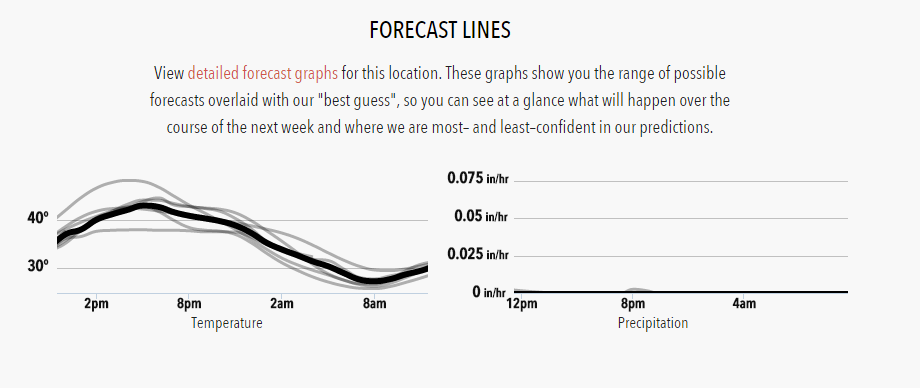 FORECAST LINES
View detailed forecast graphs for this location. These graphs show you the range of possible
forecasts overlaid with our "best guess", so you can see at a glance what will happen over the
course of the next week and where we are most– and least–confident in our predictions.
40°
30°
2pm 8pm 2am 8am
Temperature
0.075 in/hr
0.05 in/hr
0.025 in/hr
0 in/hr
12pm 8pm 4am
Precipitation